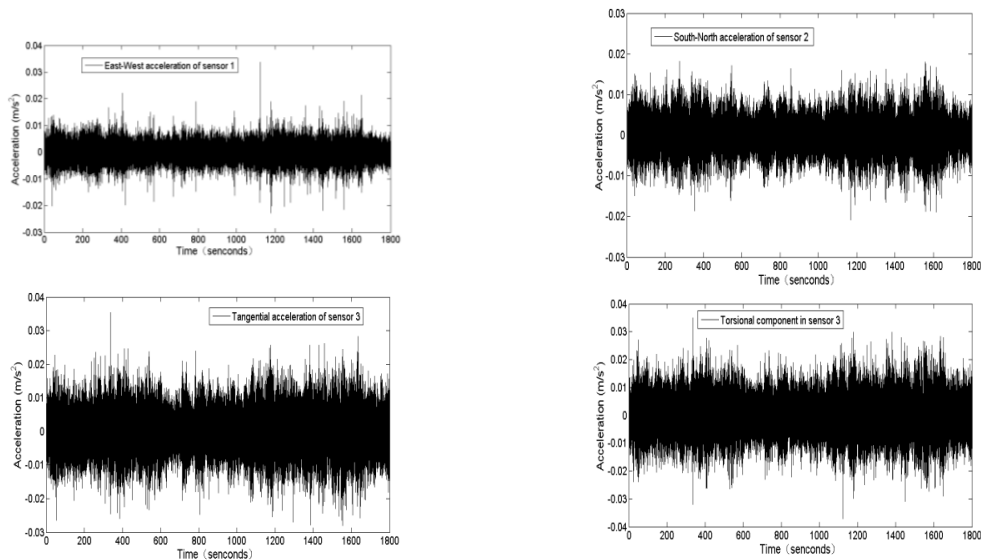 0.04
0.03
0.02
0.01
0
-0.01
-0.02
-0.03
Acceleration (m/s²)
East-West acceleration of sensor 1
0 200 400 600 800 1000 1200 1400 1600 1800
Time（senconds）
0.03
0.02
0.01
0
-0.01
-0.02
-0.03
Acceleration (m/s²)
South-North acceleration of sensor 2
0 200 400 600 800 1000 1200 1400 1600 1800
Time（senconds）
0.04
0.03
0.02
0.01
0
-0.01
-0.02
-0.03
Acceleration (m/s²)
Tangential acceleration of sensor 3
0 200 400 600 800 1000 1200 1400 1600 1800
Time（senconds）
0.04
0.03
0.02
0.01
0
-0.01
-0.02
-0.03
-0.04
Acceleration (m/s²)
Torsional component in sensor 3
0 200 400 600 800 1000 1200 1400 1600 1800
Time（senconds）